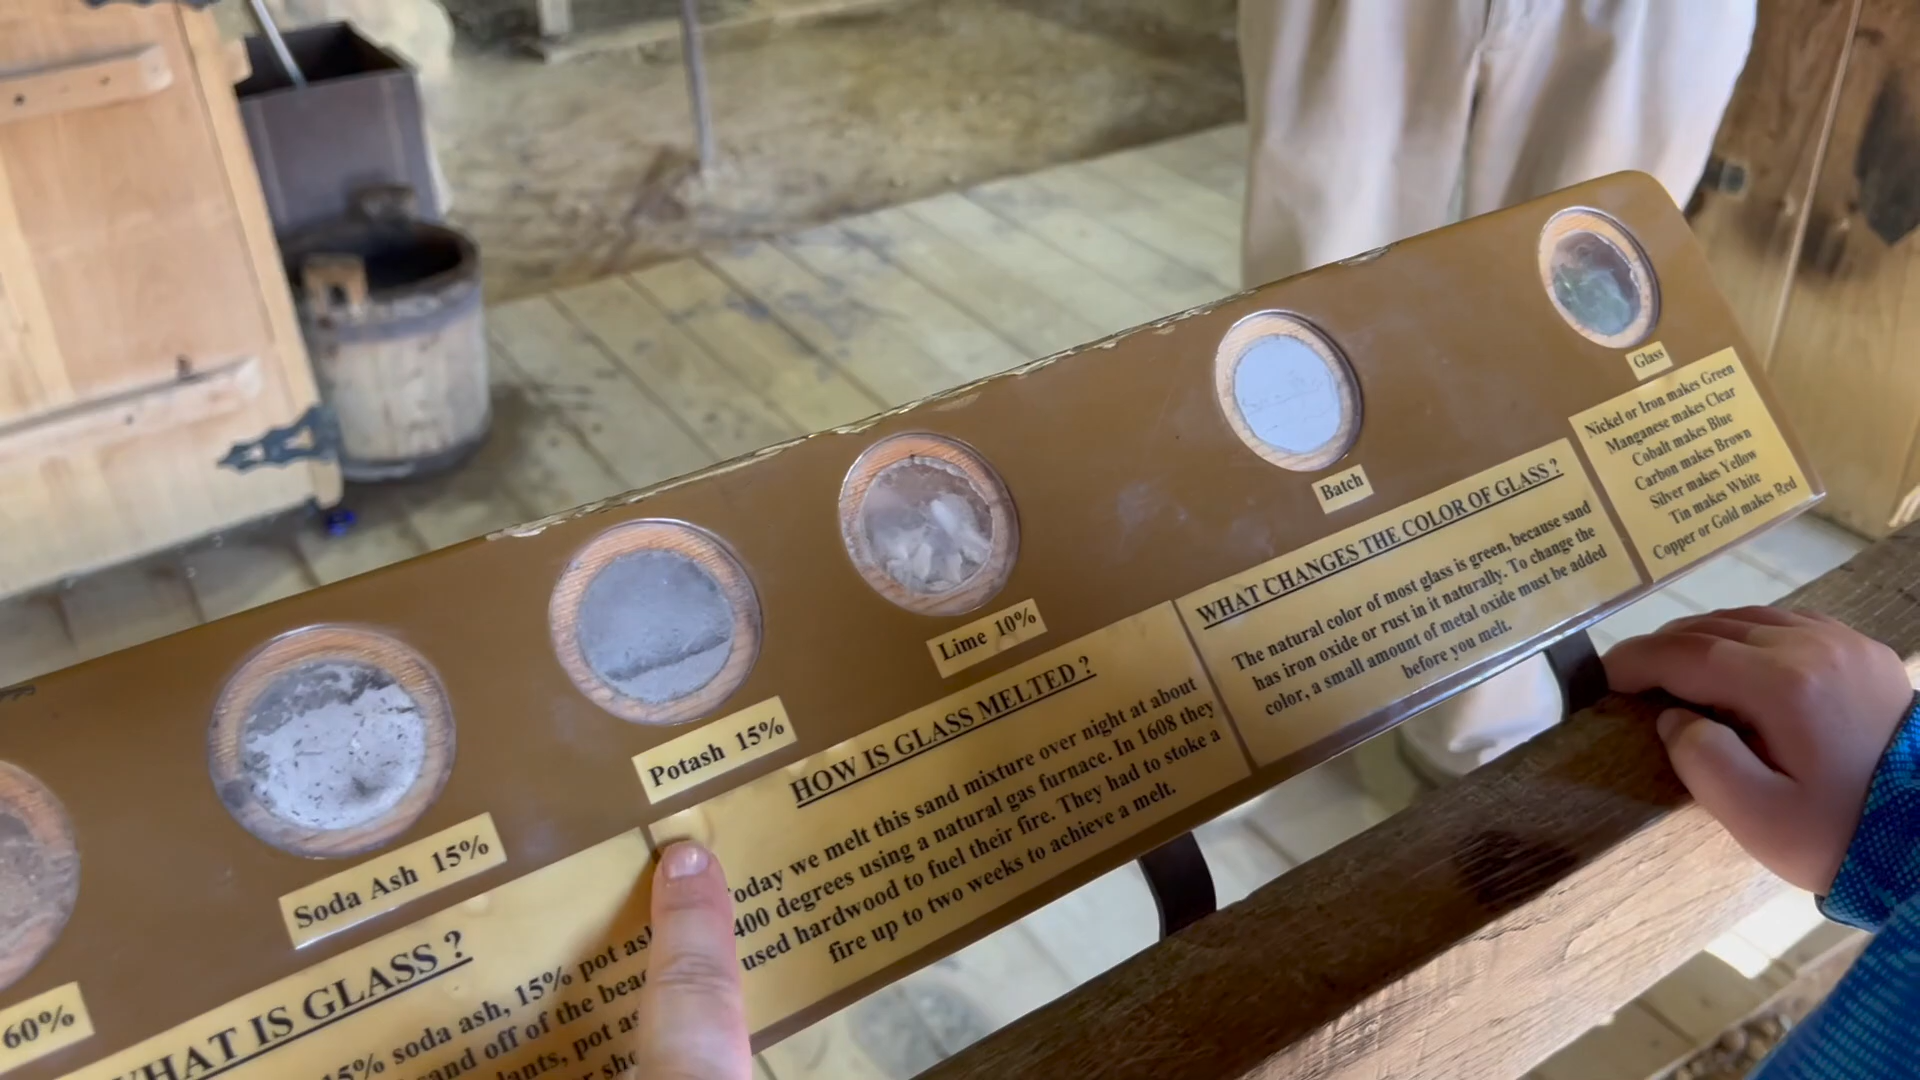 60%
Soda Ash 15%
Potash 15%
Lime 10%
Batch
Glass
WHAT IS GLASS ?
15% soda ash, 15% pot
sand off of the
pot
HOW IS GLASS MELTED ?
we melt this sand mixture over night at about
degrees using a natural gas furnace. In 1608 they
used hardwood to fuel their fire. They had to stoke a
fire up to two weeks to achieve a melt.
WHAT CHANGES THE COLOR OF GLASS ?
The natural color of most glass is green, because sand
has iron oxide or rust in it naturally. To change the
color, a small amount of metal oxide must be added
before you melt.
Nickel or Iron makes Green
Manganese makes Clear
Cobalt makes Blue
Carbon makes Brown
Silver makes Yellow
Tin makes White
Copper or Gold makes Red